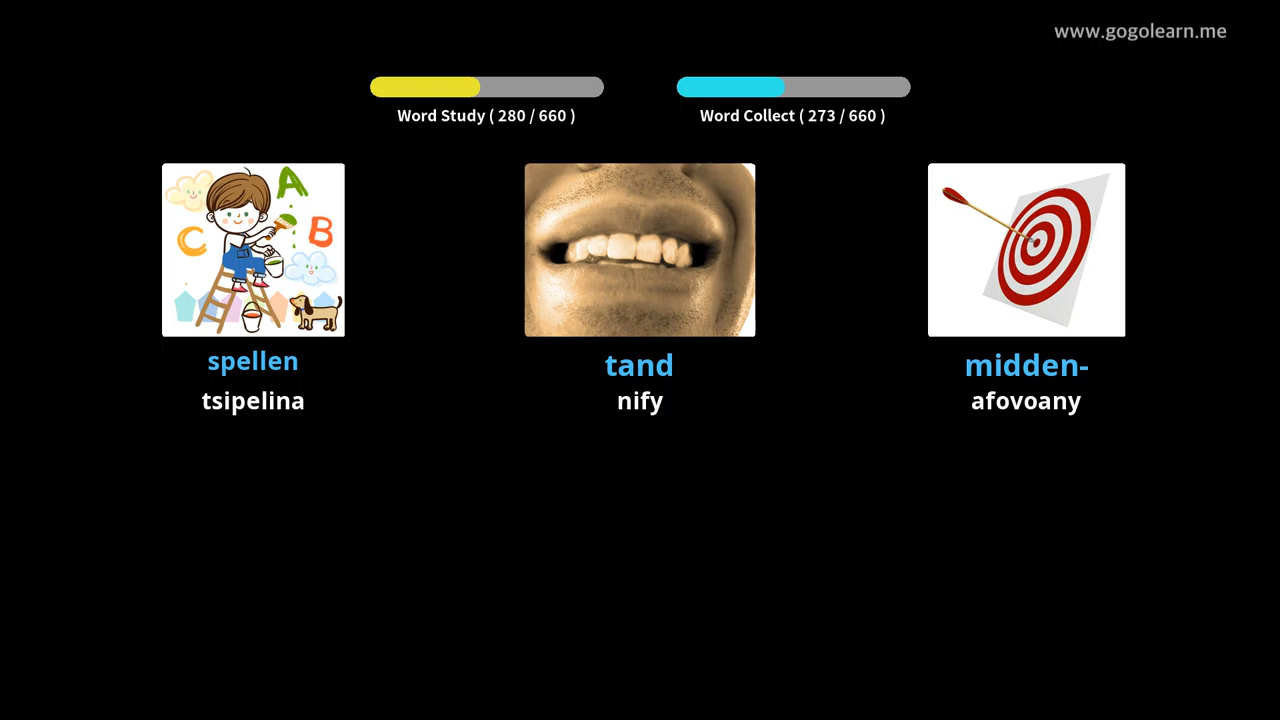 www.gogolearn.me
Word Study ( 280 / 660 )
Word Collect ( 273 / 660 )
A
C
B
spellen
tand
midden-
tsipelina
nify
afovoany